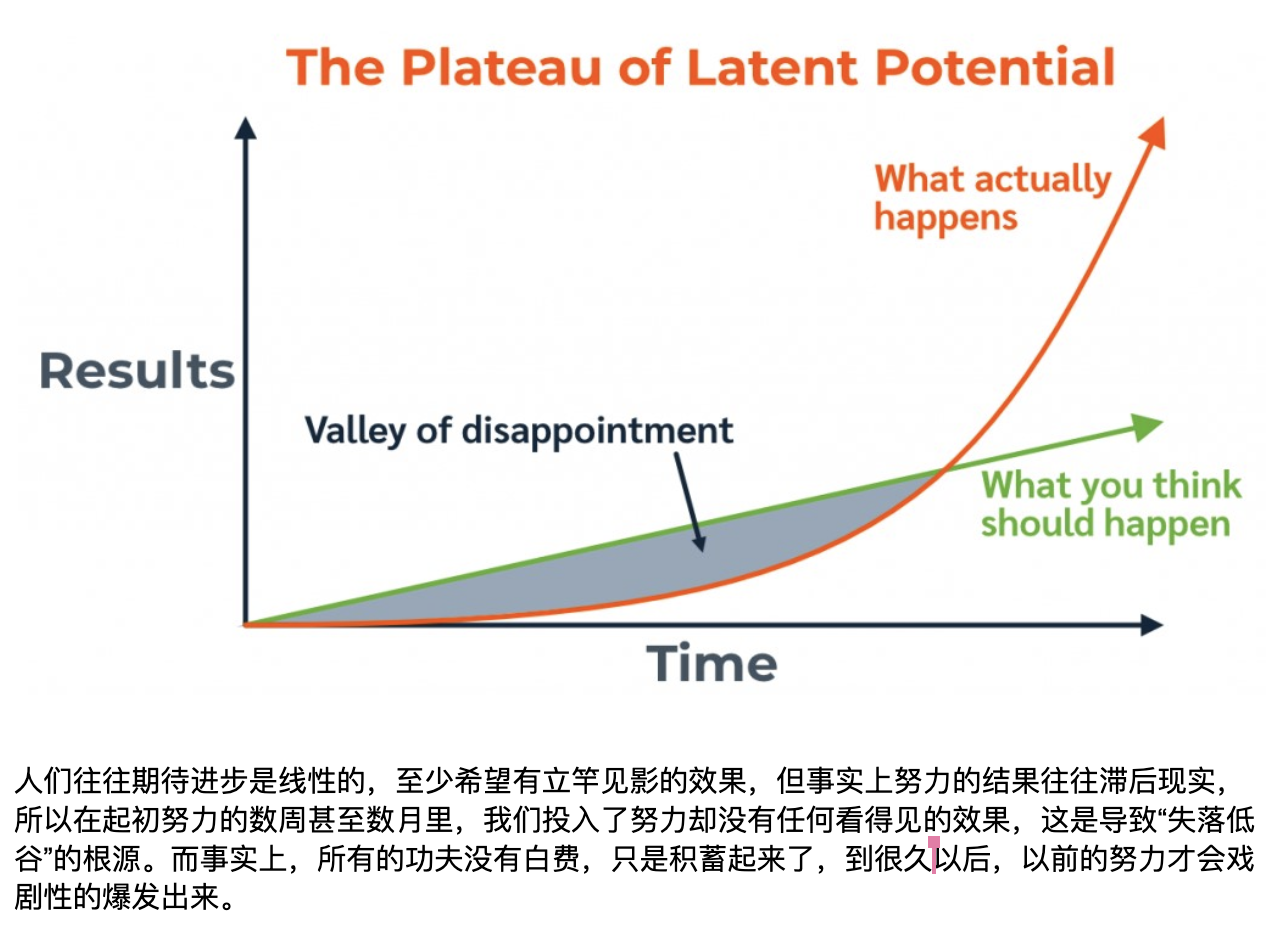 The Plateau of Latent Potential
What actually
happens
Results
Valley of disappointment
What you think
should happen
Time
人们往往期待进步是线性的，至少希望有立竿见影的效果，但事实上努力的结果往往滞后现实，
所以在起初努力的数周甚至数月里，我们投入了努力却没有任何看得见的效果，这是导致“失落低
谷”的根源。而事实上，所有的功夫没有白费，只是积蓄起来了，到很久以后，以前的努力才会戏
剧性的爆发出来。